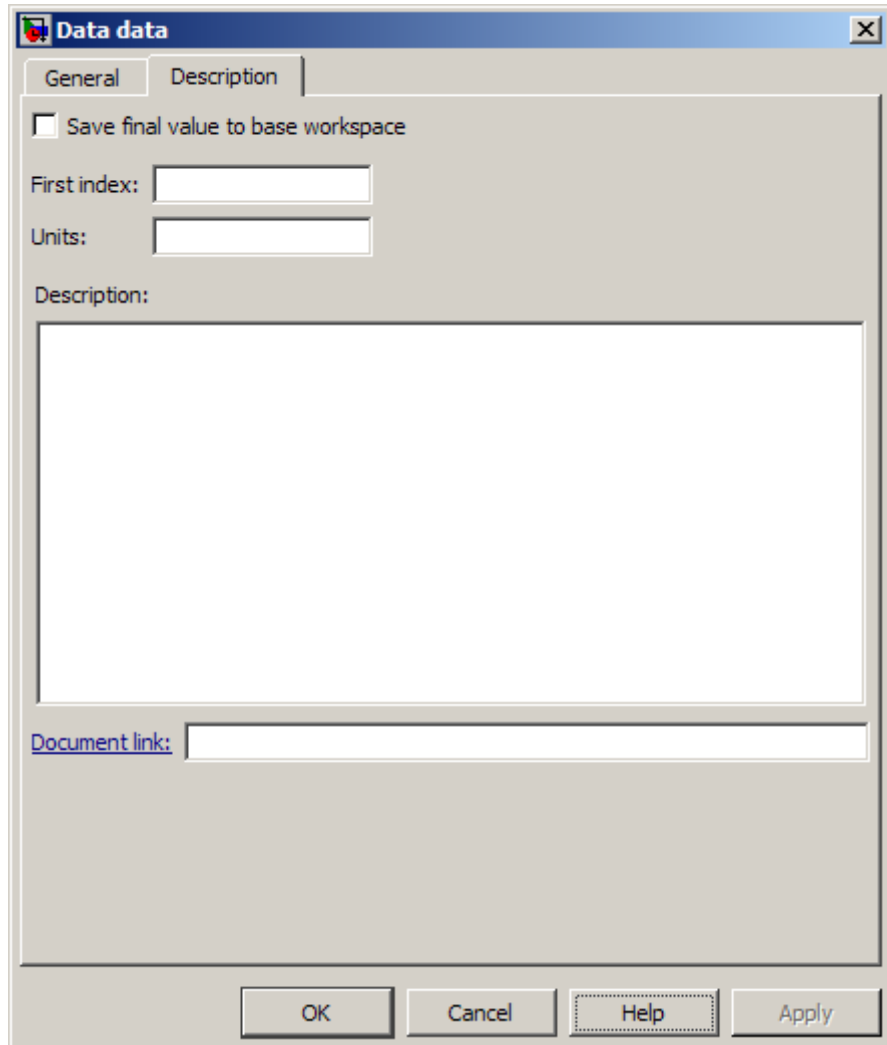 Data data
General Description
Save final value to base workspace
First index:
Units:
Description:
Document link:
OK Cancel Help Apply